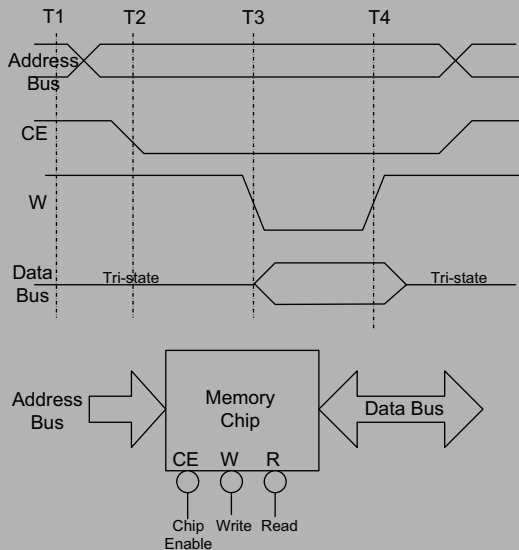 T1 T2 T3 T4
Address
Bus
CE
W
Data
Bus
Tri-state
Tri-state
Address
Bus
Memory
Chip
Data Bus
CE W R
Chip
Enable
Write
Read